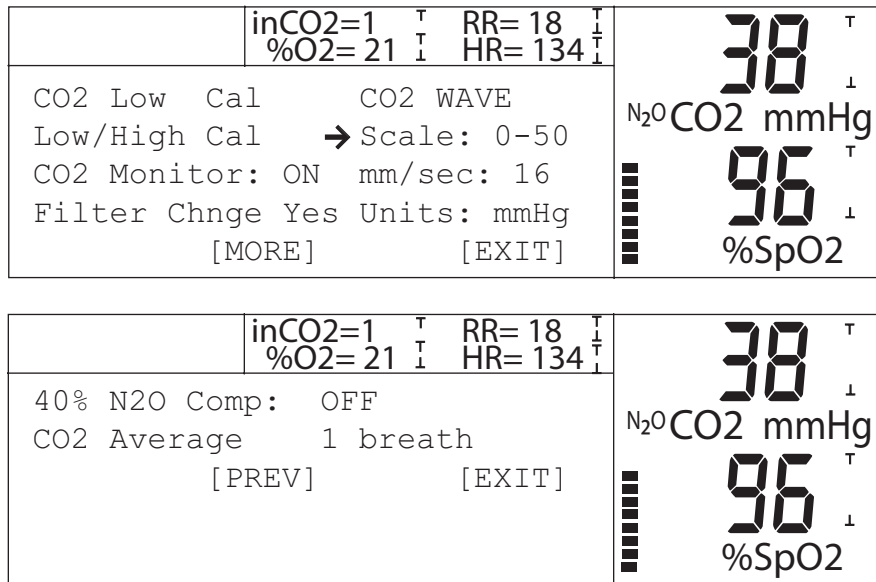 inCO2=1 RR= 18
%O2= 21 HR= 134
CO2 Low Cal CO2 WAVE
Low/High Cal → Scale: 0-50
CO2 Monitor: ON mm/sec: 16
Filter Chnge Yes Units: mmHg
[MORE] [EXIT]
38
N2O CO2 mmHg
96
%SpO2
inCO2=1 RR= 18
%O2= 21 HR= 134
40% N2O Comp: OFF
CO2 Average 1 breath
[PREV] [EXIT]
38
N2O CO2 mmHg
96
%SpO2